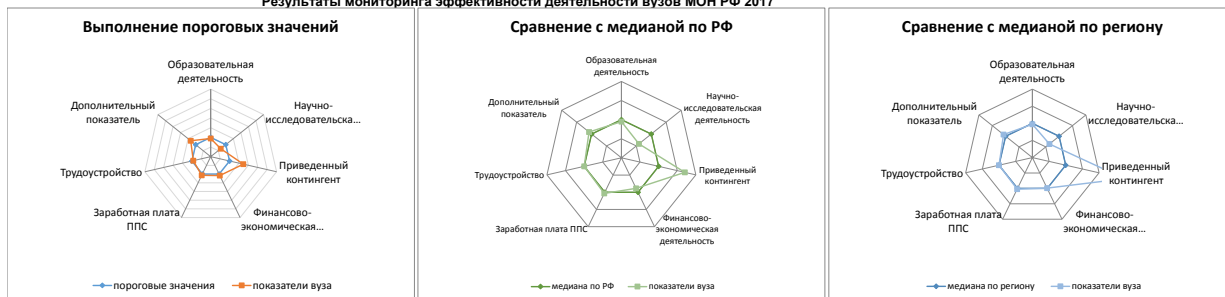 Результаты мониторинга эффективности деятельности вузов МОН РФ 2017
Выполнение пороговых значений
Образовательная
деятельность
Научно-
исследовательска...
Приведенный
контингент
Финансово-
экономическая...
Заработная плата
ППС
Трудоустройство
Дополнительный
показатель
пороговые значения
показатели вуза
Сравнение с медианой по РФ
Образовательная
деятельность
Научно-
исследовательская
деятельность
Приведенный
контингент
Финансово-
экономическая
деятельность
Заработная плата ППС
Трудоустройство
Дополнительный
показатель
медиана по РФ
показатели вуза
Сравнение с медианой по региону
Образовательная
деятельность
Научно-
исследовательска...
Приведенный
контингент
Финансово-
экономическая...
Заработная плата
ППС
Трудоустройство
Дополнительный
показатель
медиана по региону
показатели вуза